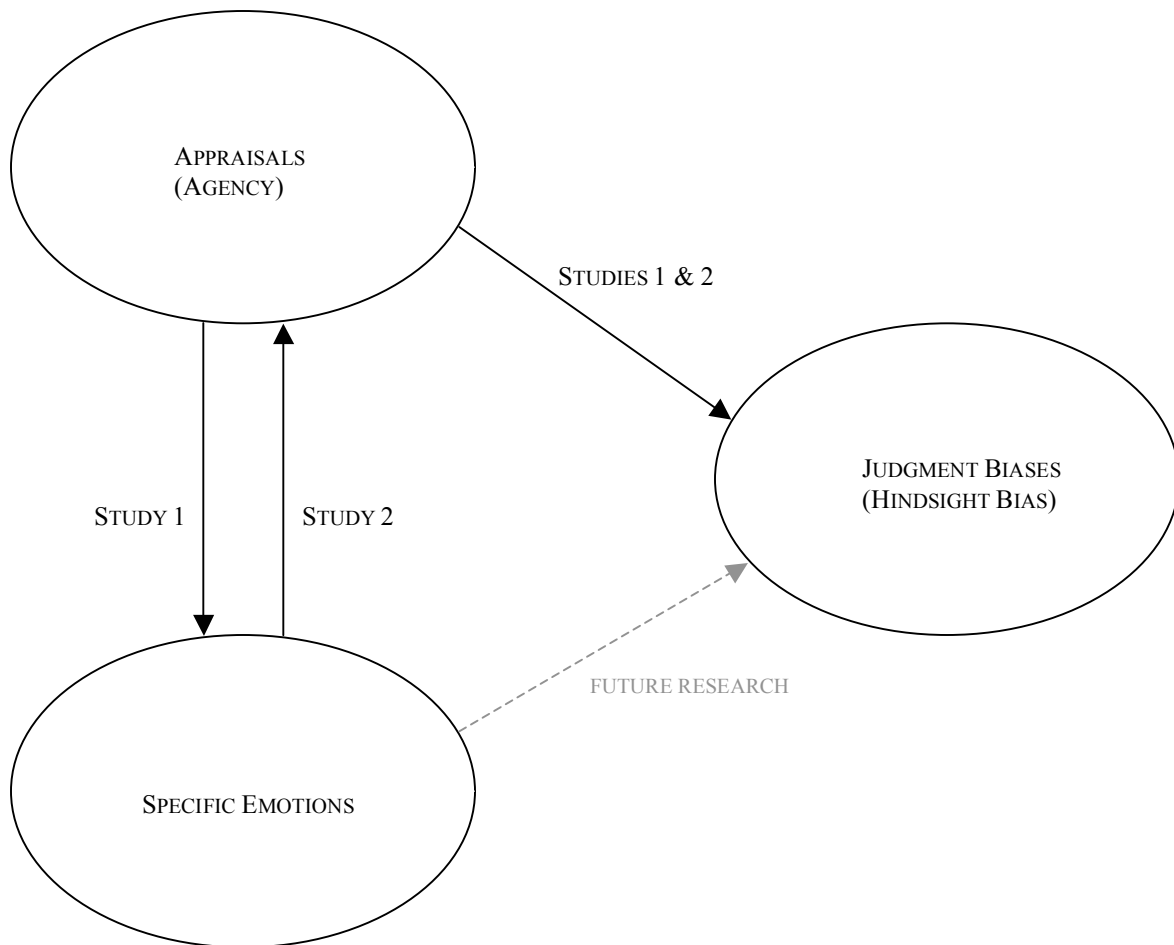 APPRAISALS
(AGENCY)
STUDIES 1 & 2
JUDGMENT BIASES
(HINDSIGHT BIAS)
STUDY 1
STUDY 2
FUTURE RESEARCH
SPECIFIC EMOTIONS